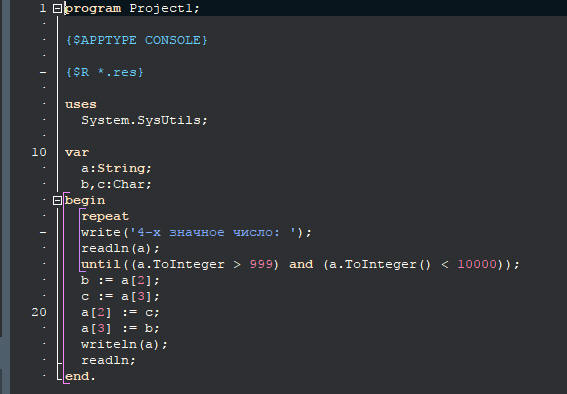 1 program Project1;
{$APPTYPE CONSOLE}
{$R *.res}
uses
System.SysUtils;
10 var
a:String;
b,c:Char;
begin
repeat
write('4-х значное число: ');
readln(a);
until((a.ToInteger > 999) and (a.ToInteger() < 10000));
b := a[2];
c := a[3];
20 a[2] := c;
a[3] := b;
writeln(a);
readln;
end.